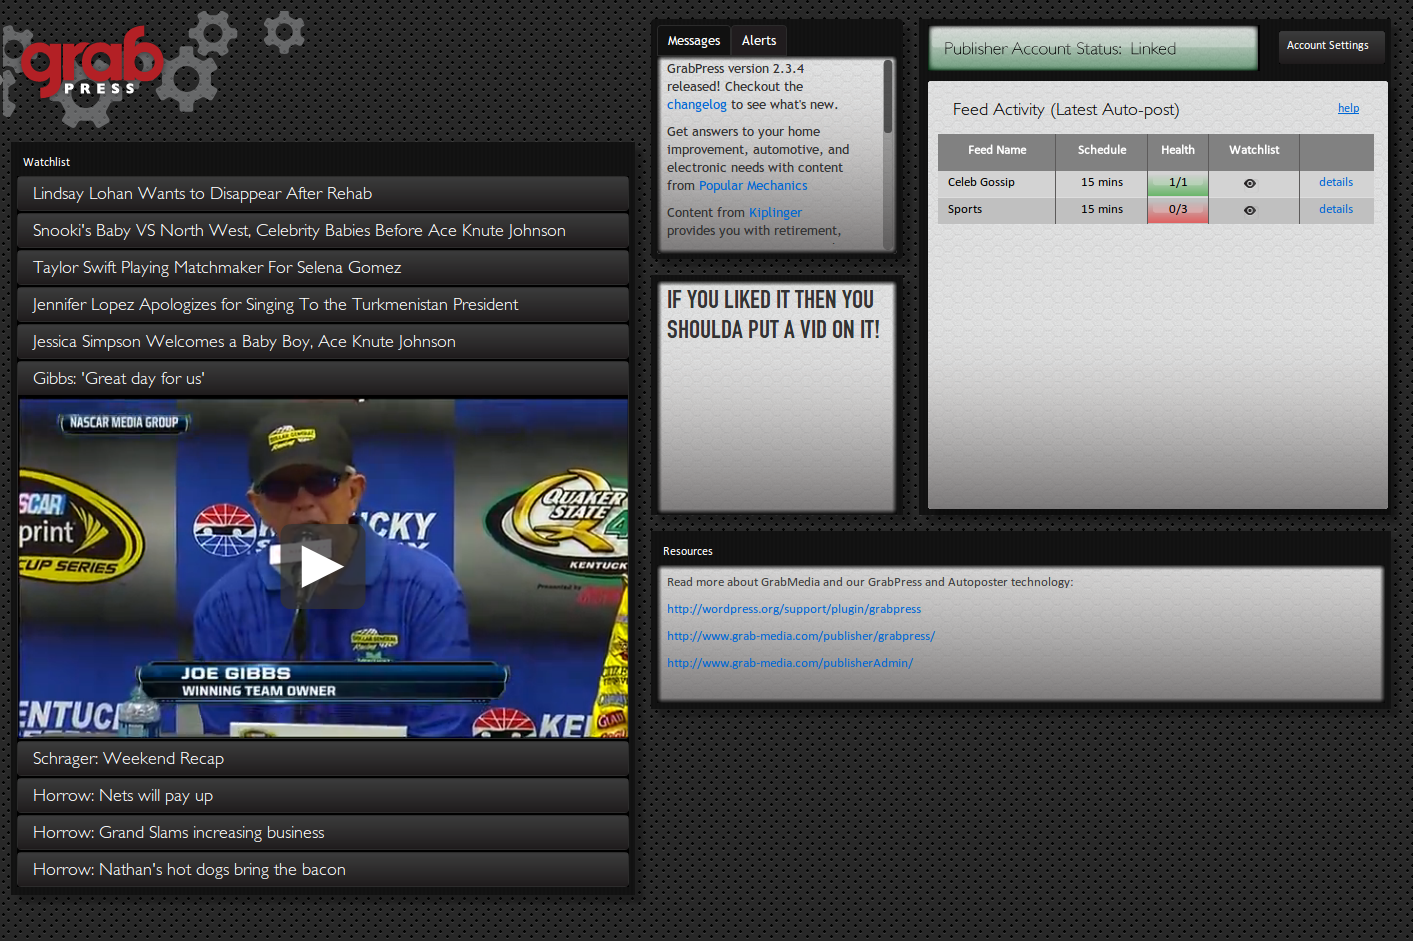 grab
PRESS
Watchlist
Lindsay Lohan Wants to Disappear After Rehab
Snooki's Baby VS North West, Celebrity Babies Before Ace Knute Johnson
Taylor Swift Playing Matchmaker For Selena Gomez
Jennifer Lopez Apologizes for Singing To the Turkmenistan President
Jessica Simpson Welcomes a Baby Boy, Ace Knute Johnson
Gibbs: 'Great day for us'
NASCAR MEDIA GROUP
SCAR
print
CUP SERIES
DOLLAR GENERAL
QUAKER
STATE
KENTUCKY
Presented by
DOLLAR GENERAL
Racing
JOE GIBBS
WINNING TEAM OWNER
ENTUC
KE
Schrager: Weekend Recap
Horrow: Nets will pay up
Horrow: Grand Slams increasing business
Horrow: Nathan's hot dogs bring the bacon
Messages Alerts
GrabPress version 2.3.4
released! Checkout the
changelog to see what's new.
Get answers to your home
improvement, automotive, and
electronic needs with content
from Popular Mechanics
Content from Kiplinger
provides you with retirement,
IF YOU LIKED IT THEN YOU
SHOULDA PUT A VID ON IT!
Publisher Account Status: Linked
Account Settings
Feed Activity (Latest Auto-post) help
Feed Name Schedule Health Watchlist
Celeb Gossip 15 mins 1/1 details
Sports 15 mins 0/3 details
Resources
Read more about GrabMedia and our GrabPress and Autoposter technology:
http://wordpress.org/support/plugin/grabpress
http://www.grab-media.com/publisher/grabpress/
http://www.grab-media.com/publisherAdmin/